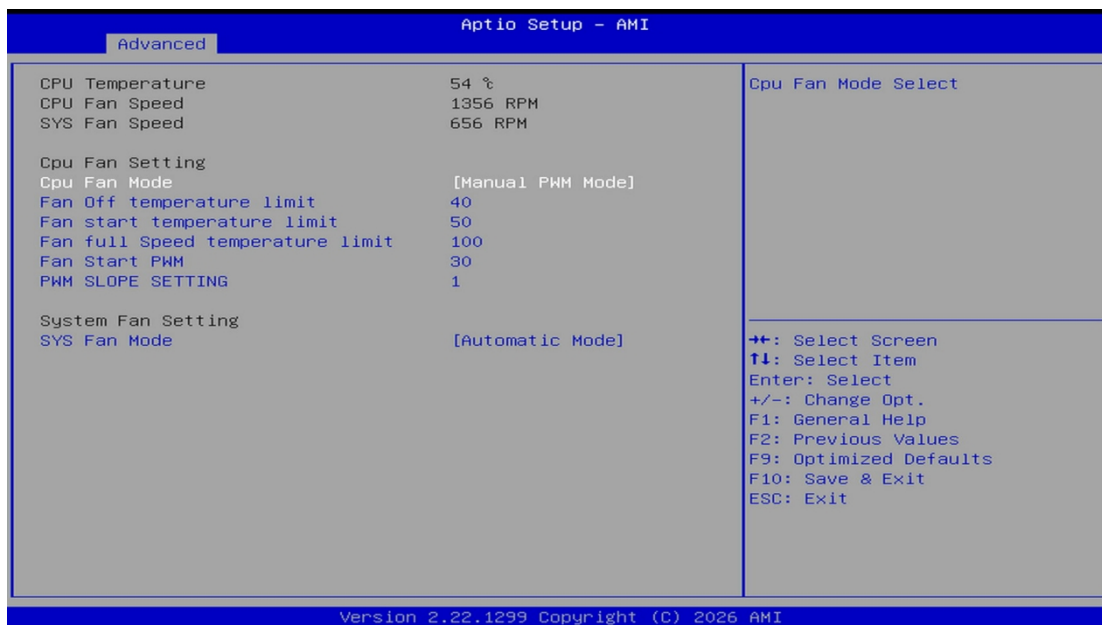 Aptio Setup - AMI
Advanced
CPU Temperature 54 ℃
CPU Fan Speed 1356 RPM
SYS Fan Speed 656 RPM
Cpu Fan Setting
Cpu Fan Mode [Manual PWM Mode]
Fan Off temperature limit 40
Fan start temperature limit 50
Fan full Speed temperature limit 100
Fan Start PWM 30
PWM SLOPE SETTING 1
System Fan Setting
SYS Fan Mode [Automatic Mode]
Cpu Fan Mode Select
→←: Select Screen
↑↓: Select Item
Enter: Select
+/-: Change Opt.
F1: General Help
F2: Previous Values
F9: Optimized Defaults
F10: Save & Exit
ESC: Exit
Version 2.22.1299 Copyright (C) 2026 AMI